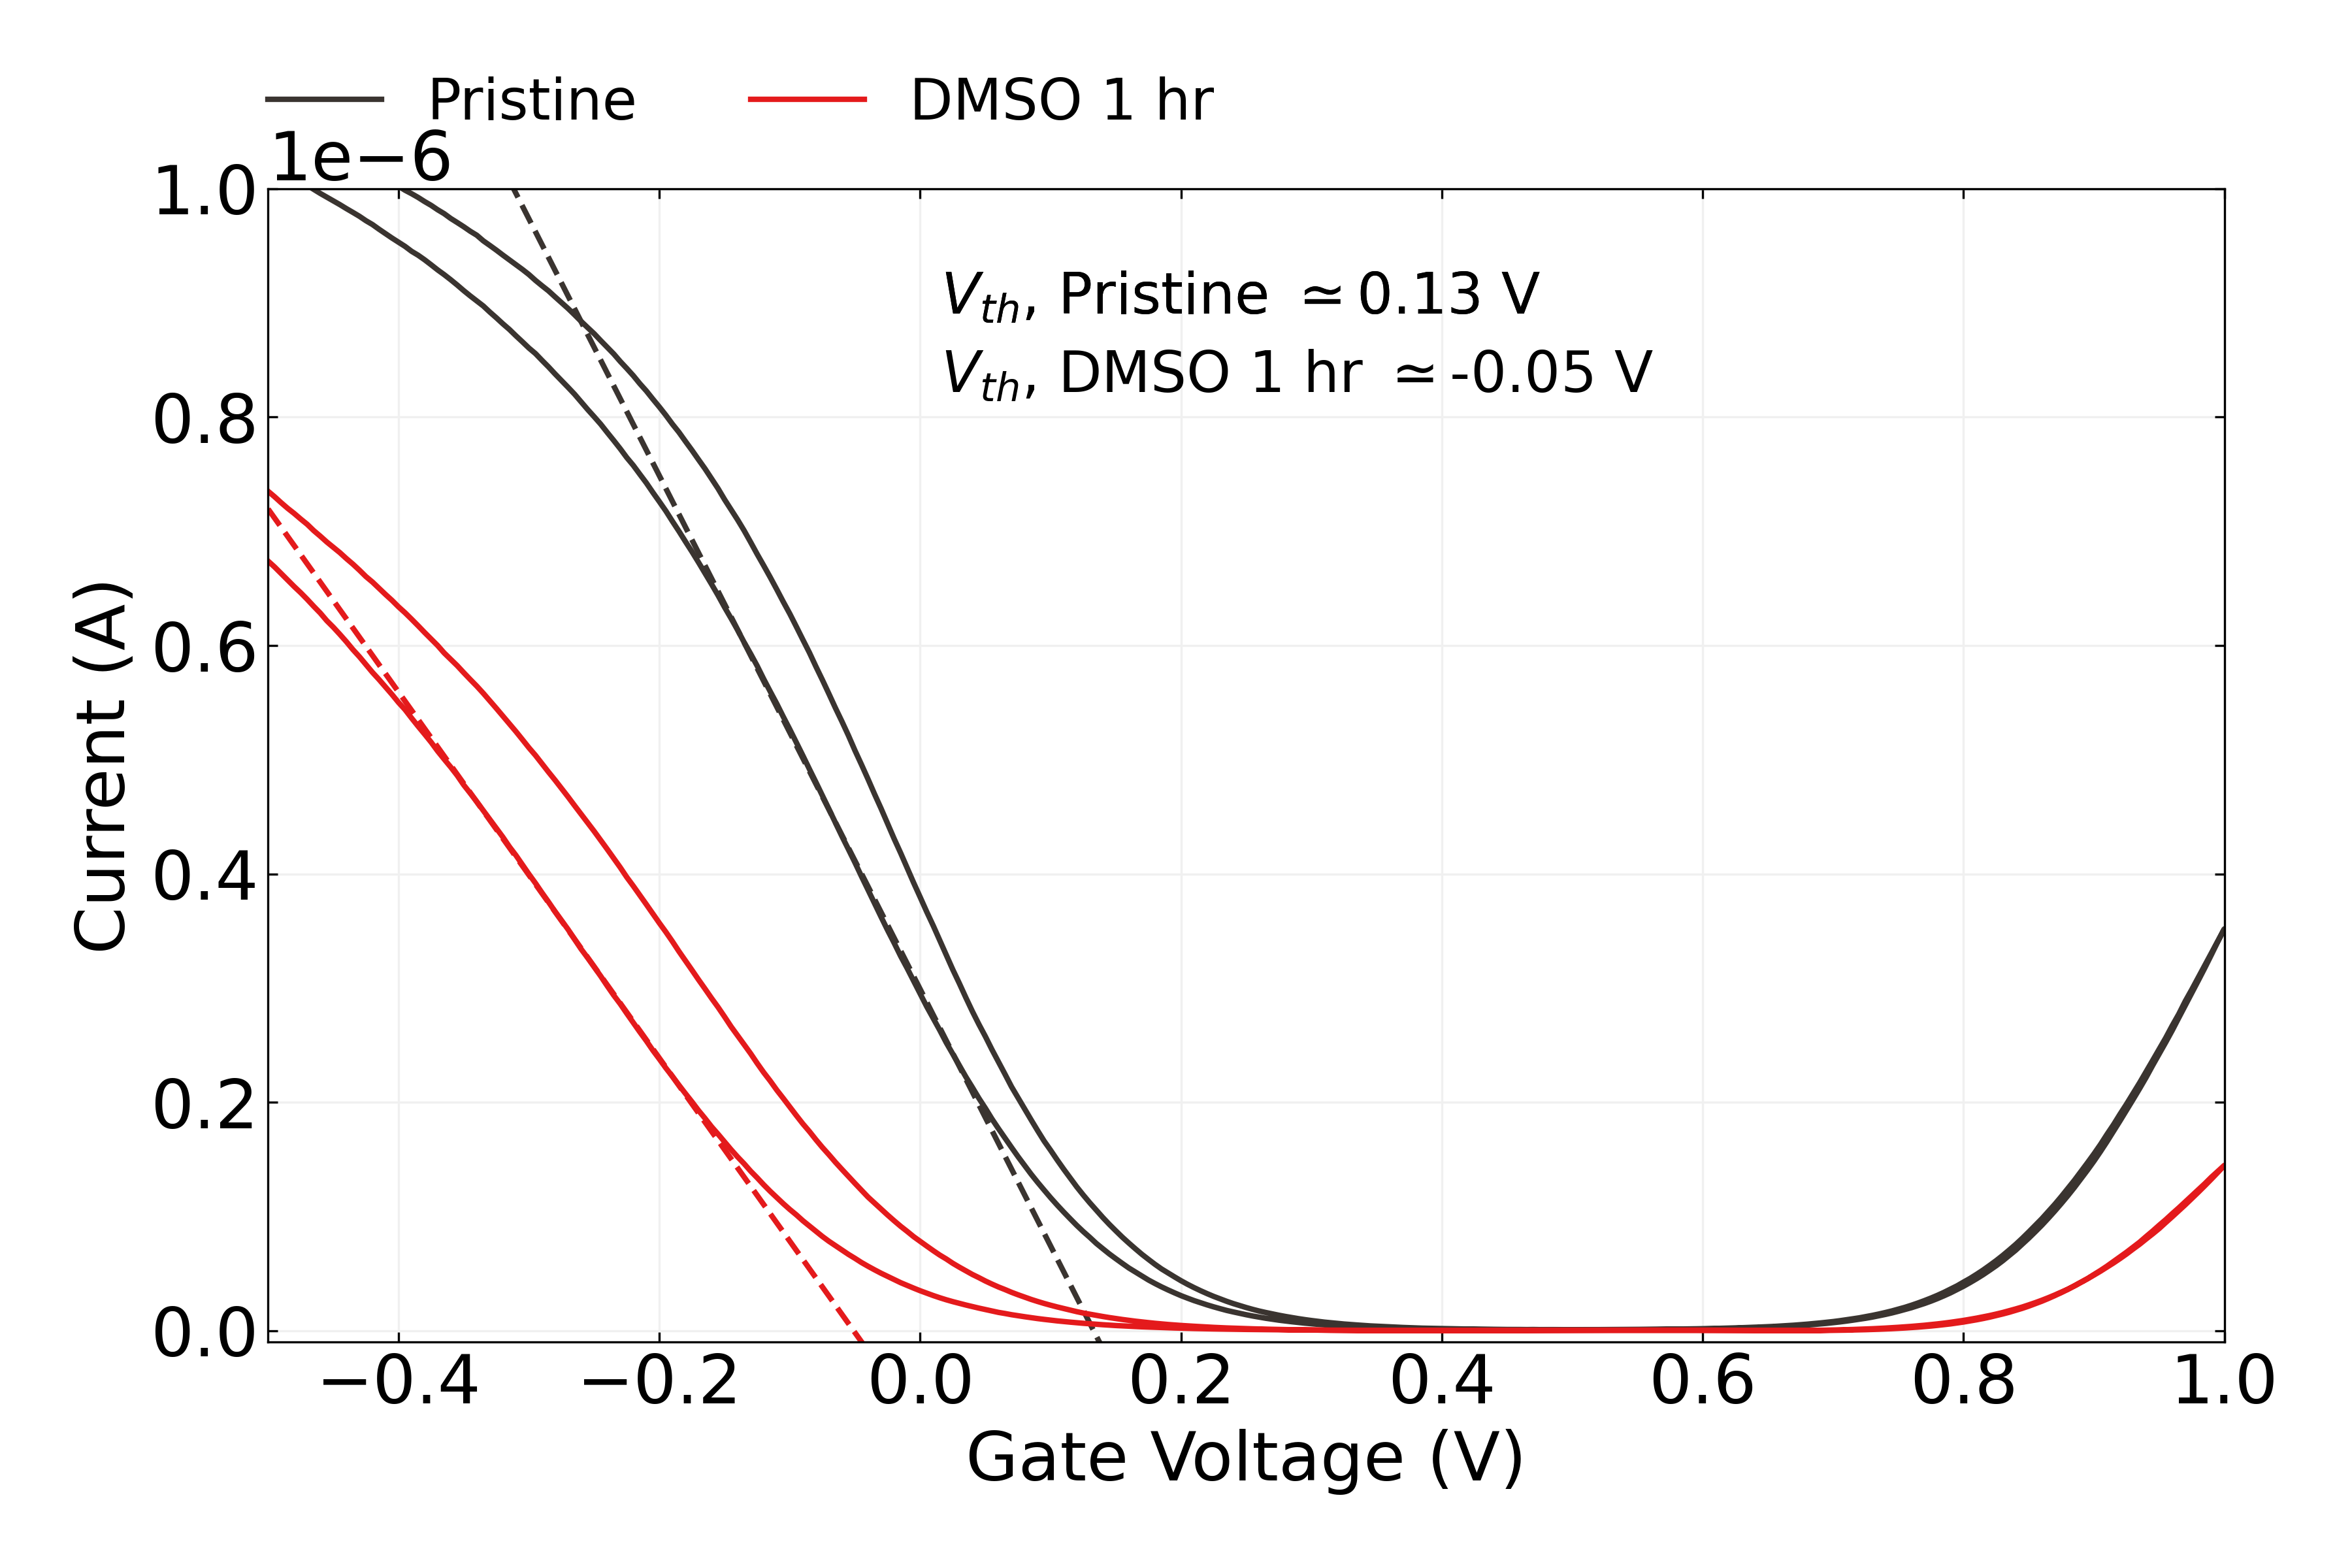 Pristine DMSO 1 hr
1e−6
1.0
0.8
0.6
0.4
0.2
0.0
Current (A)
V_th, Pristine ≃0.13 V
V_th, DMSO 1 hr ≃-0.05 V
−0.4 −0.2 0.0 0.2 0.4 0.6 0.8 1.0
Gate Voltage (V)